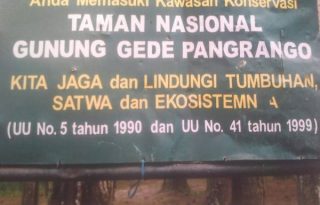 Anda Memasuki Kawasan Konservasi
TAMAN NASIONAL
GUNUNG GEDE PANGRANGO
KITA JAGA dan LINDUNGI TUMBUHAN,
SATWA dan EKOSISTEMN A
(UU No. 5 tahun 1990 dan UU No. 41 tahun 1999)